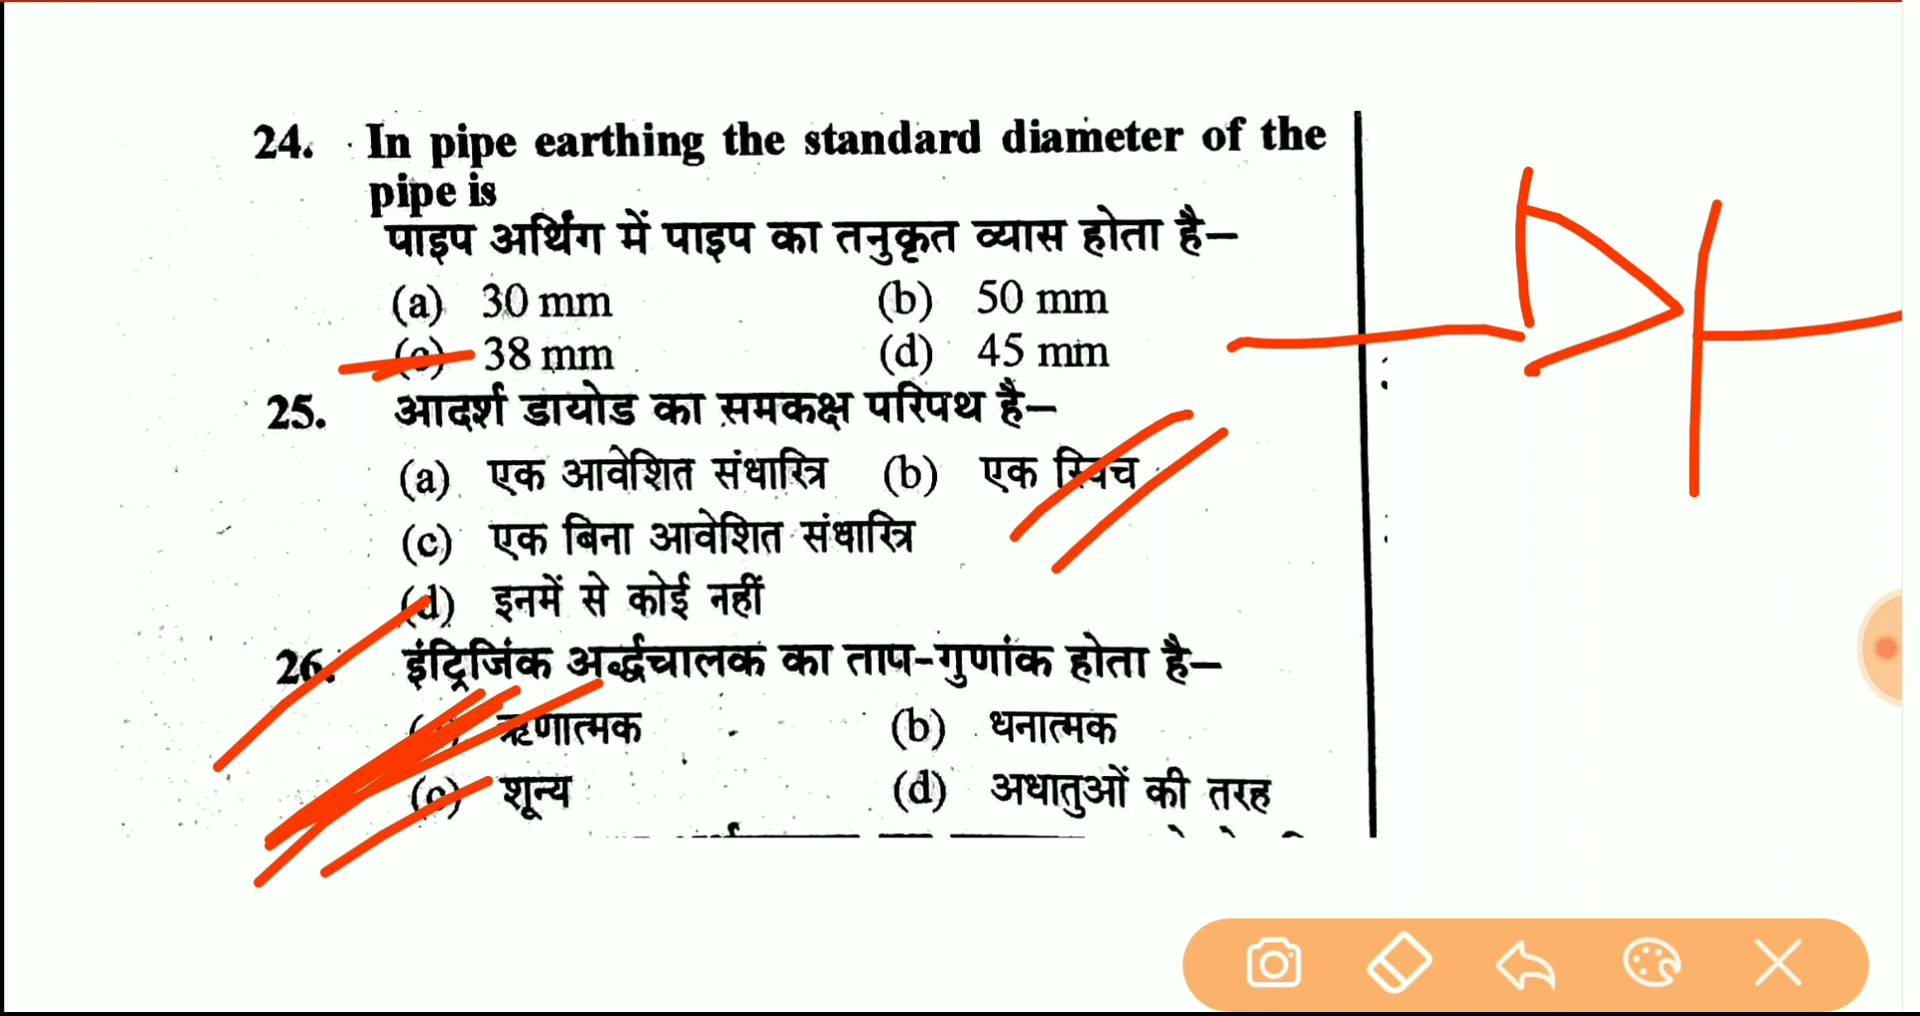 24. In pipe earthing the standard diameter of the
pipe is
पाइप अर्थिंग में पाइप का तनुकृत व्यास होता है–
(a) 30 mm (b) 50 mm
(c) 38 mm (d) 45 mm
25. आदर्श डायोड का समकक्ष परिपथ है–
(a) एक आवेशित संधारित्र (b) एक स्विच
(c) एक बिना आवेशित संधारित्र
(d) इनमें से कोई नहीं
26. इंट्रिजिंक अर्द्धचालक का ताप-गुणांक होता है–
ऋणात्मक (b) धनात्मक
(c) शून्य (d) अधातुओं की तरह